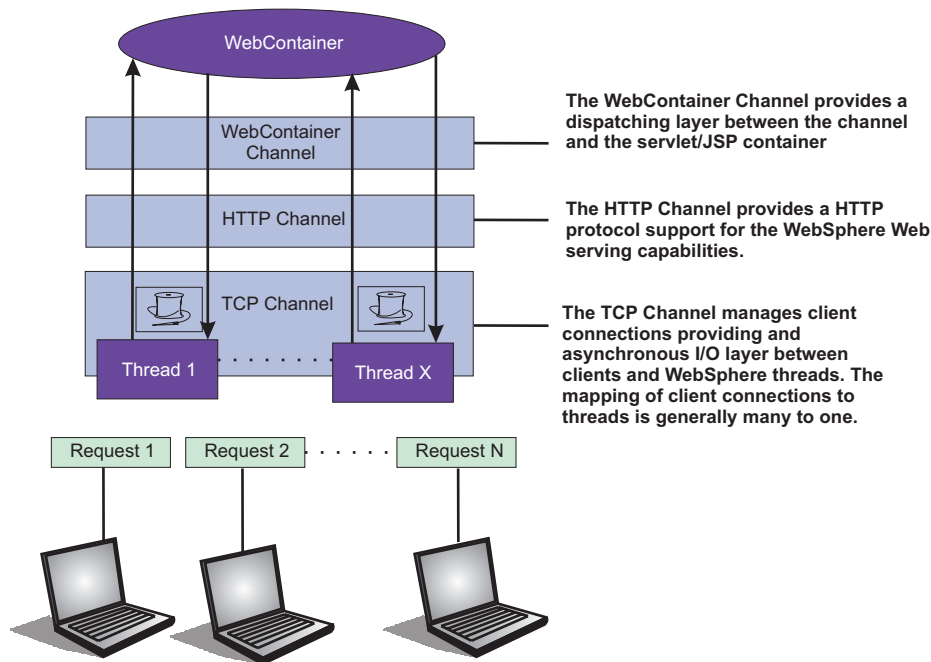 WebContainer
WebContainer
Channel
The WebContainer Channel provides a
dispatching layer between the channel
and the servlet/JSP container
HTTP Channel
The HTTP Channel provides a HTTP
protocol support for the WebSphere Web
serving capabilities.
TCP Channel
The TCP Channel manages client
connections providing and
asynchronous I/O layer between
clients and WebSphere threads. The
mapping of client connections to
threads is generally many to one.
Thread 1 . . . . . . . . . . Thread X
Request 1 Request 2 . . . . . . Request N